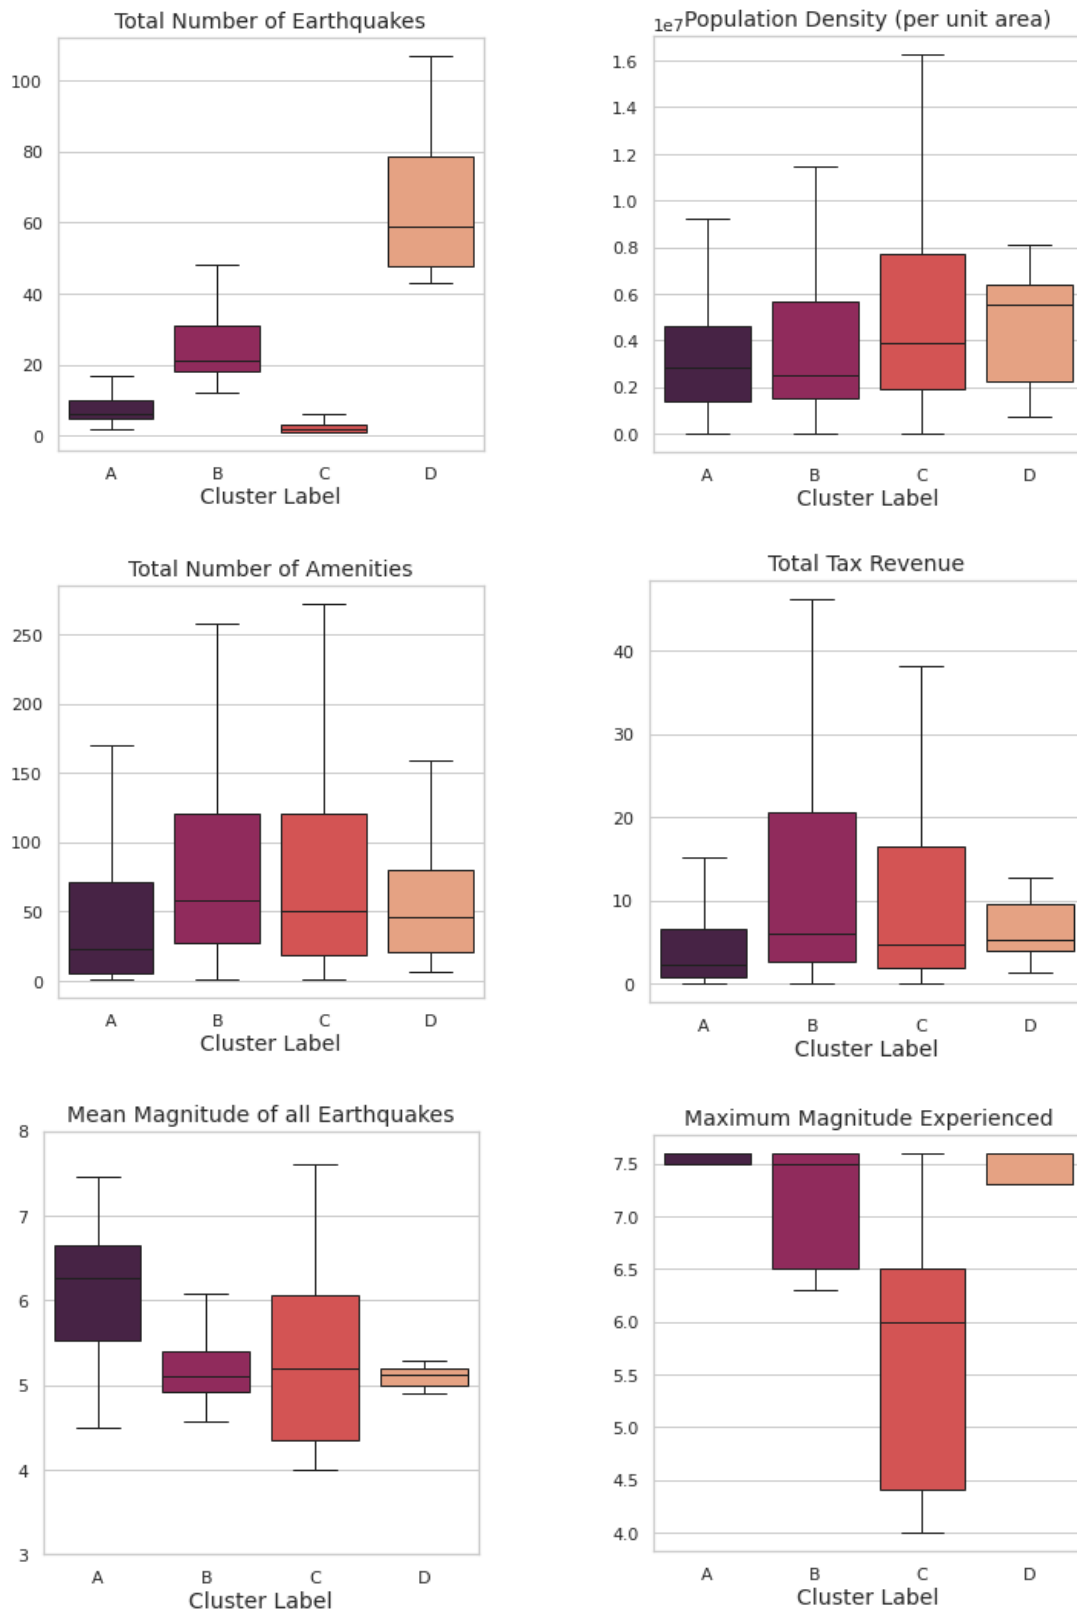 Total Number of Earthquakes
100
80
60
40
20
0
A B C D
Cluster Label
1e7
Population Density (per unit area)
1.6
1.4
1.2
1.0
0.8
0.6
0.4
0.2
0.0
A B C D
Cluster Label
Total Number of Amenities
250
200
150
100
50
0
A B C D
Cluster Label
Total Tax Revenue
40
30
20
10
0
A B C D
Cluster Label
Mean Magnitude of all Earthquakes
8
7
6
5
4
3
A B C D
Cluster Label
Maximum Magnitude Experienced
7.5
7.0
6.5
6.0
5.5
5.0
4.5
4.0
A B C D
Cluster Label